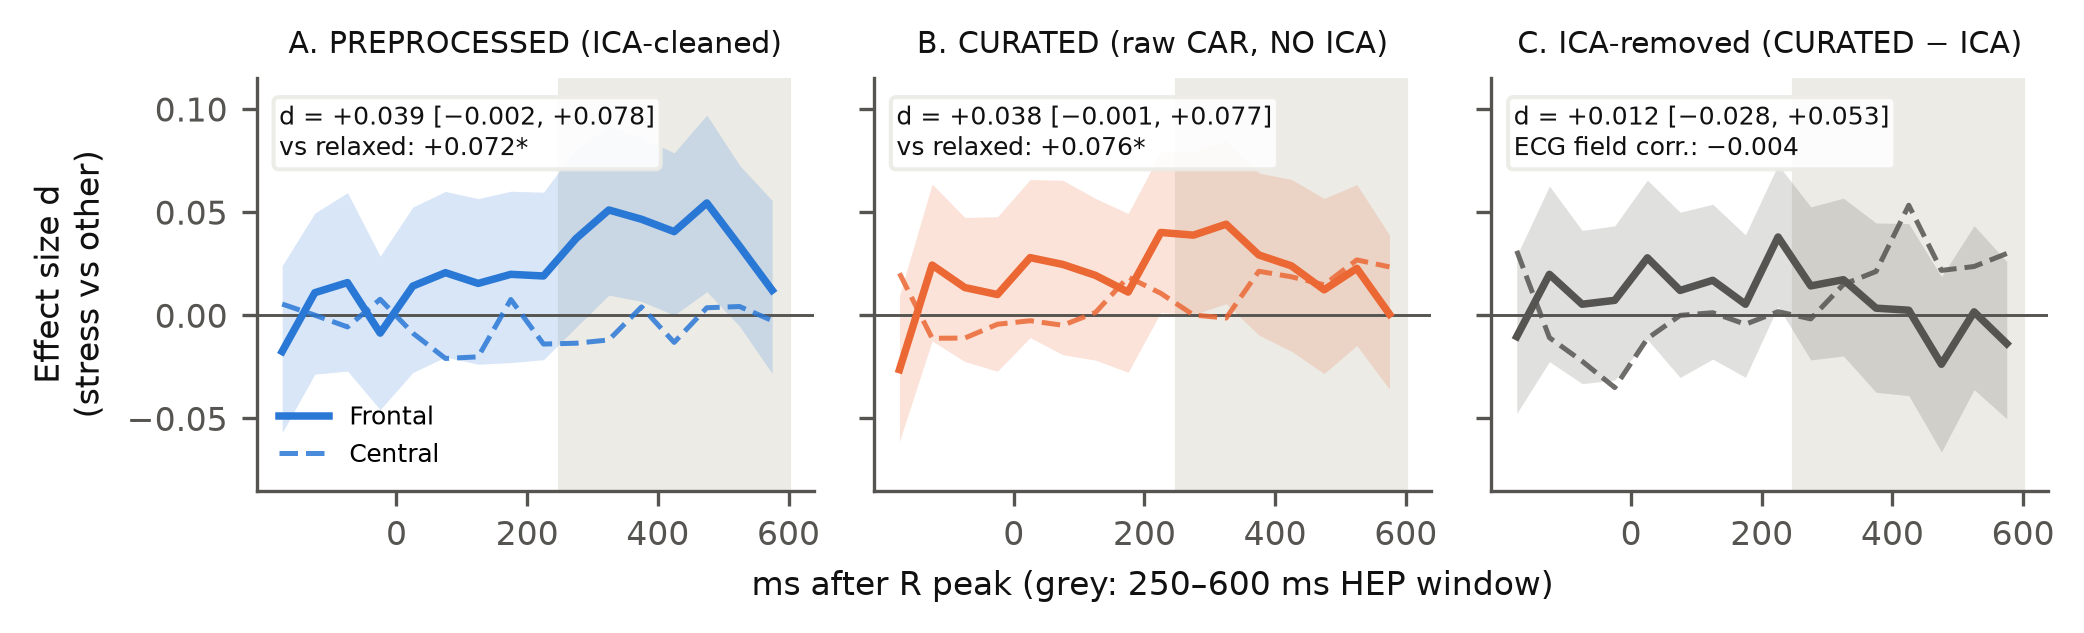 A. PREPROCESSED (ICA-cleaned)
B. CURATED (raw CAR, NO ICA)
C. ICA-removed (CURATED − ICA)
d = +0.039 [−0.002, +0.078]
vs relaxed: +0.072*
d = +0.038 [−0.001, +0.077]
vs relaxed: +0.076*
d = +0.012 [−0.028, +0.053]
ECG field corr.: −0.004
Effect size d
(stress vs other)
0.10
0.05
0.00
−0.05
Frontal
Central
0 200 400 600
0 200 400 600
0 200 400 600
ms after R peak (grey: 250–600 ms HEP window)